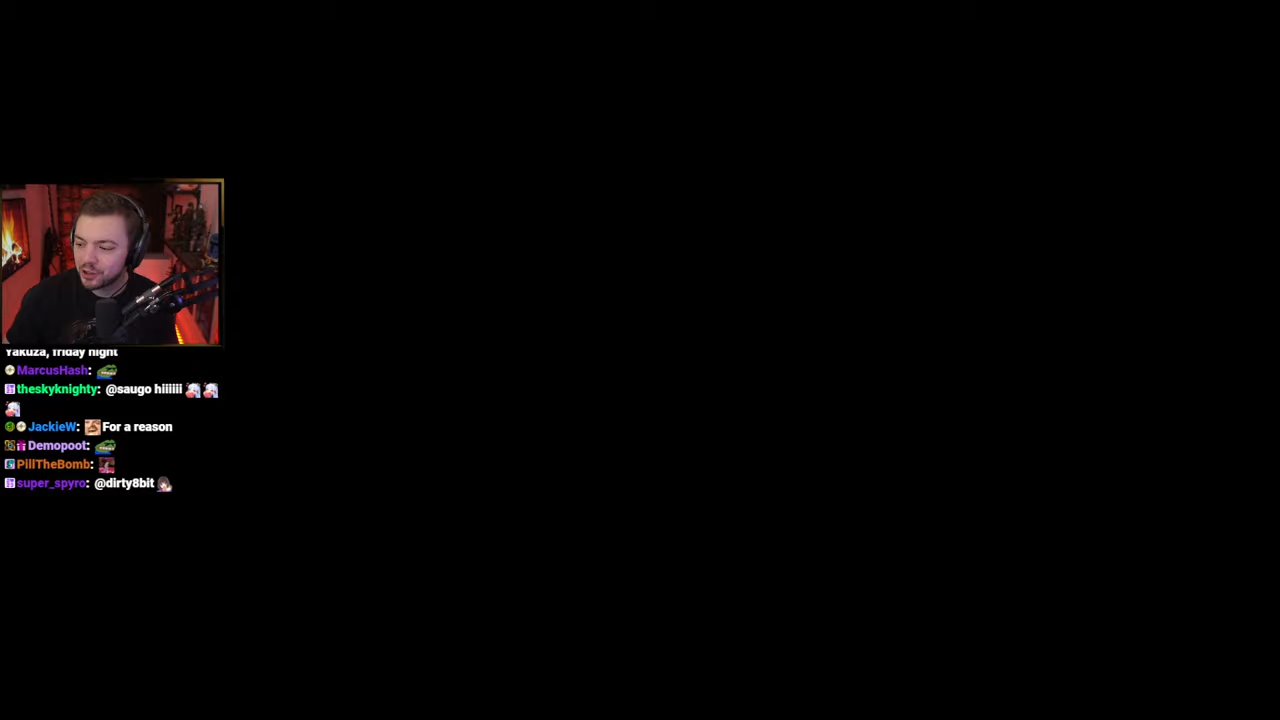 Yakuza, friday night
MarcusHash:
theskyknighty: @saugo hiiiiii
JackieW: For a reason
Demopoot:
PillTheBomb:
super_spyro: @dirty8bit